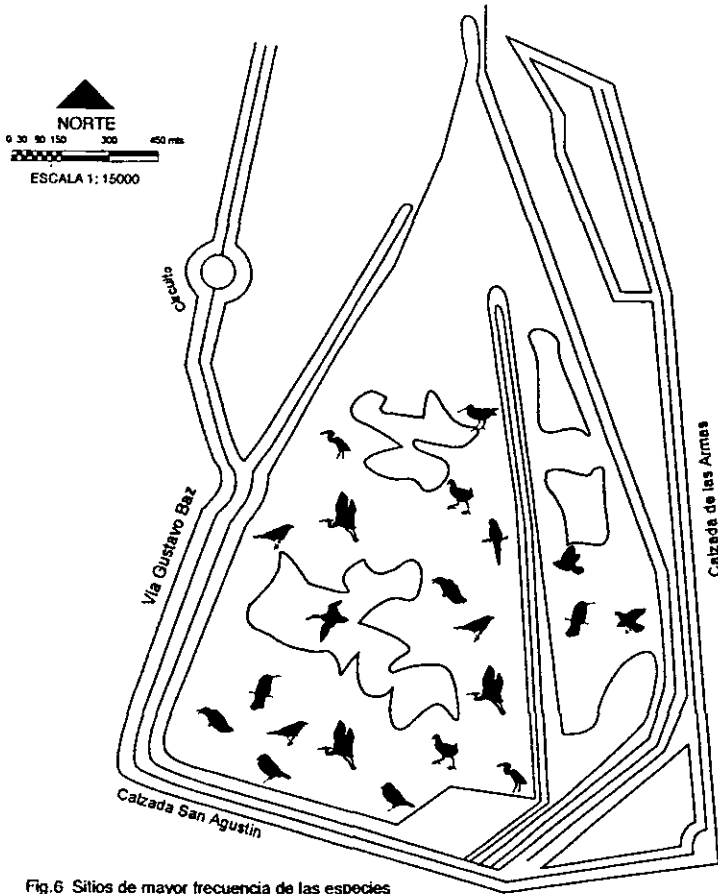 NORTE
0 30 90 150 300 450 mts
ESCALA 1: 15000
Circuito
Vía Gustavo Baz
Calzada de las Armas
Calzada San Agustín
Fig.6 Sitios de mayor frecuencia de las especies